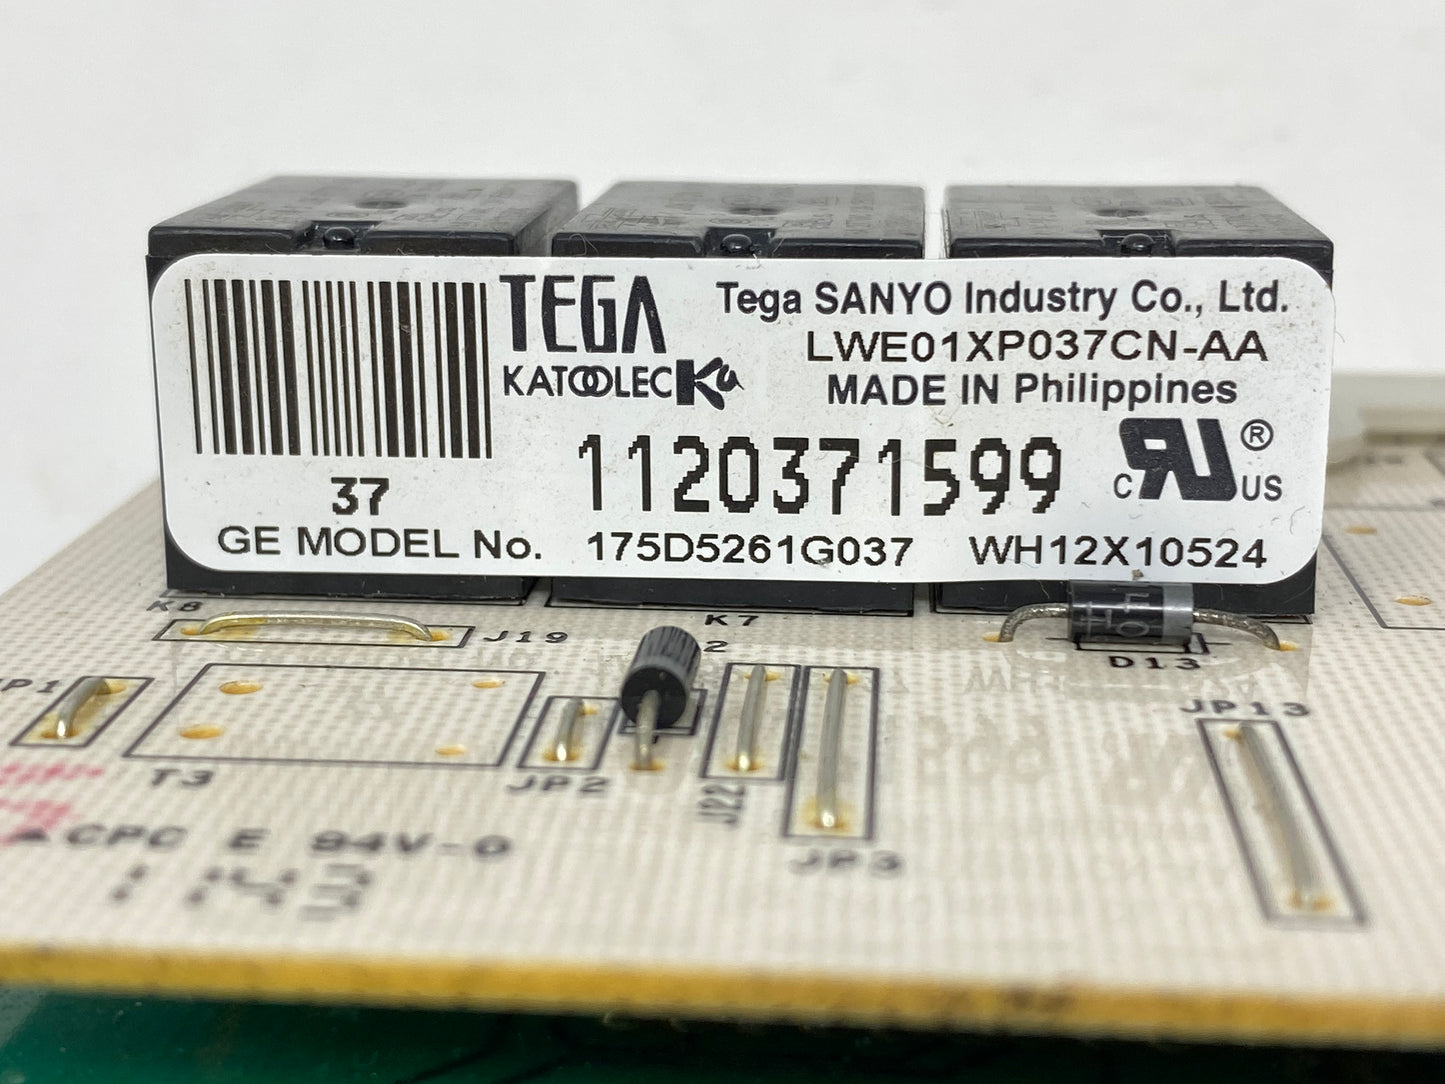 TEGA
KATOOLEC Ka
Tega SANYO Industry Co., Ltd.
LWE01XP037CN-AA
MADE IN Philippines
37
1120371599
C US ®
GE MODEL No. 175D5261G037 WH12X10524
K8
J19
K7
D13
JP13
T3
JP2
J22
JP3
CPC E 94V-0